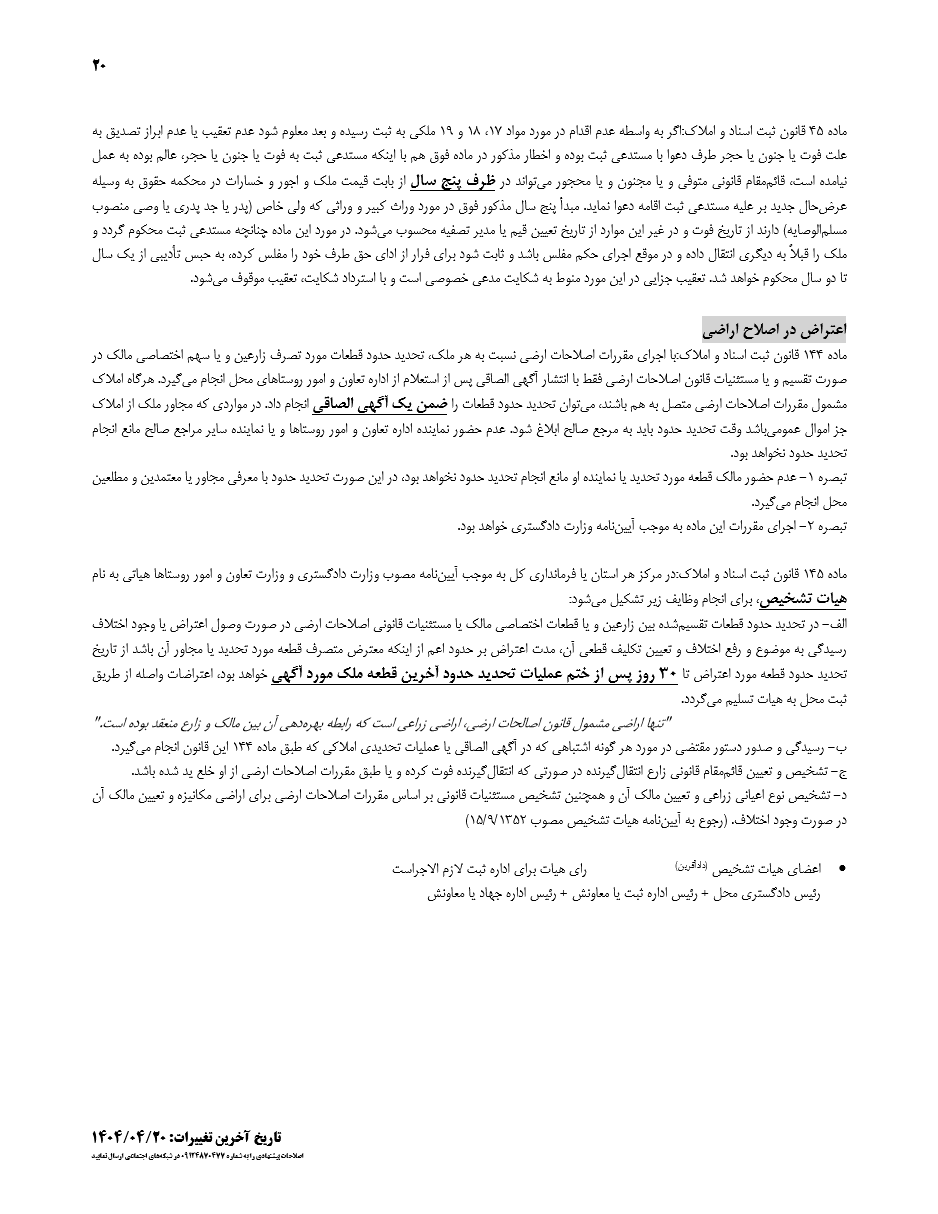 ۲۰
ماده ۴۵ قانون ثبت اسناد و املاک:اگر به واسطه عدم اقدام در مورد مواد ۱۷، ۱۸ و ۱۹ ملکی به ثبت رسیده و بعد معلوم شود عدم تعقیب یا عدم ابراز تصدیق به
علت فوت یا جنون یا حجر طرف دعوا با مستدعی ثبت بوده و اخطار مذکور در ماده فوق هم با اینکه مستدعی ثبت به فوت یا جنون یا حجر، عالم بوده به عمل
نیامده است، قائم‌مقام قانونی متوفی و یا مجنون و یا محجور می‌تواند در ظرف پنج سال از بابت قیمت ملک و اجور و خسارات در محکمه حقوق به وسیله
عرض‌حال جدید بر علیه مستدعی ثبت اقامه دعوا نماید. مبدأ پنج سال مذکور فوق در مورد وراث کبیر و وراثی که ولی خاص (پدر یا جد پدری یا وصی منصوب
مسلم‌الوصایه) دارند از تاریخ فوت و در غیر این موارد از تاریخ تعیین قیم یا مدیر تصفیه محسوب می‌شود. در مورد این ماده چنانچه مستدعی ثبت محکوم گردد و
ملک را قبلاً به دیگری انتقال داده و در موقع اجرای حکم مفلس باشد و ثابت شود برای فرار از ادای حق طرف خود را مفلس کرده، به حبس تأدیبی از یک سال
تا دو سال محکوم خواهد شد. تعقیب جزایی در این مورد منوط به شکایت مدعی خصوصی است و با استرداد شکایت، تعقیب موقوف می‌شود.
اعتراض در اصلاح اراضی
ماده ۱۴۴ قانون ثبت اسناد و املاک:با اجرای مقررات اصلاحات ارضی نسبت به هر ملک، تحدید حدود قطعات مورد تصرف زارعین و یا سهم اختصاصی مالک در
صورت تقسیم و یا مستثنیات قانون اصلاحات ارضی فقط با انتشار آگهی الصاقی پس از استعلام از اداره تعاون و امور روستاهای محل انجام می‌گیرد. هرگاه املاک
مشمول مقررات اصلاحات ارضی متصل به هم باشند، می‌توان تحدید حدود قطعات را ضمن یک آگهی الصاقی انجام داد. در مواردی که مجاور ملک از املاک
جز اموال عمومی‌باشد وقت تحدید حدود باید به مرجع صالح ابلاغ شود. عدم حضور نماینده اداره تعاون و امور روستاها و یا نماینده سایر مراجع صالح مانع انجام
تحدید حدود نخواهد بود.
تبصره ۱- عدم حضور مالک قطعه مورد تحدید یا نماینده او مانع انجام تحدید حدود نخواهد بود، در این صورت تحدید حدود با معرفی مجاور یا معتمدین و مطلعین
محل انجام می‌گیرد.
تبصره ۲- اجرای مقررات این ماده به موجب آیین‌نامه وزارت دادگستری خواهد بود.
ماده ۱۴۵ قانون ثبت اسناد و املاک:در مرکز هر استان یا فرمانداری کل به موجب آیین‌نامه مصوب وزارت دادگستری و وزارت تعاون و امور روستاها هیاتی به نام
هیات تشخیص، برای انجام وظایف زیر تشکیل می‌شود:
الف- در تحدید حدود قطعات تقسیم‌شده بین زارعین و یا قطعات اختصاصی مالک یا مستثنیات قانونی اصلاحات ارضی در صورت وصول اعتراض یا وجود اختلاف
رسیدگی به موضوع و رفع اختلاف و تعیین تکلیف قطعی آن، مدت اعتراض بر حدود اعم از اینکه معترض متصرف قطعه مورد تحدید یا مجاور آن باشد از تاریخ
تحدید حدود قطعه مورد اعتراض تا ۳۰ روز پس از ختم عملیات تحدید حدود آخرین قطعه ملک مورد آگهی خواهد بود، اعتراضات واصله از طریق
ثبت محل به هیات تسلیم می‌گردد.
"تنها اراضی مشمول قانون اصالحات ارضی، اراضی زراعی است که رابطه بهره‌دهی آن بین مالک و زارع منعقد بوده است."
ب- رسیدگی و صدور دستور مقتضی در مورد هر گونه اشتباهی که در آگهی الصاقی یا عملیات تحدیدی املاکی که طبق ماده ۱۴۴ این قانون انجام می‌گیرد.
ج- تشخیص و تعیین قائم‌مقام قانونی زارع انتقال‌گیرنده در صورتی که انتقال‌گیرنده فوت کرده و یا طبق مقررات اصلاحات ارضی از او خلع ید شده باشد.
د- تشخیص نوع اعیانی زراعی و تعیین مالک آن و همچنین تشخیص مستثنیات قانونی بر اساس مقررات اصلاحات ارضی برای اراضی مکانیزه و تعیین مالک آن
در صورت وجود اختلاف. (رجوع به آیین‌نامه هیات تشخیص مصوب ۱۵/۹/۱۳۵۲)
• اعضای هیات تشخیص (دادآفرین) رای هیات برای اداره ثبت لازم الاجراست
رئیس دادگستری محل + رئیس اداره ثبت یا معاونش + رئیس اداره جهاد یا معاونش
تاریخ آخرین تغییرات: ۱۴۰۴/۰۴/۲۰
اصلاحات پیشنهادی را به شماره ۰۹۱۲۴۸۷۰۴۷۷ در شبکه‌های اجتماعی ارسال نمایید